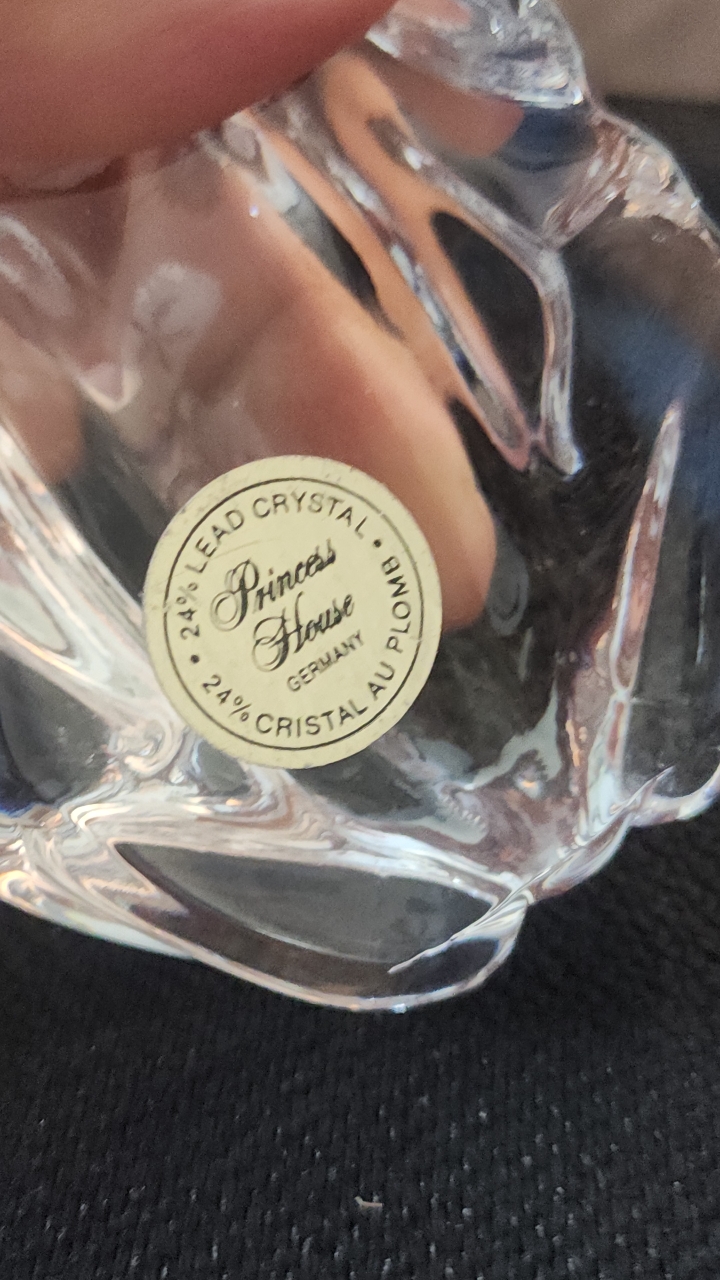 • 24% LEAD CRYSTAL •
Princess
House
GERMANY
24% CRISTAL AU PLOMB